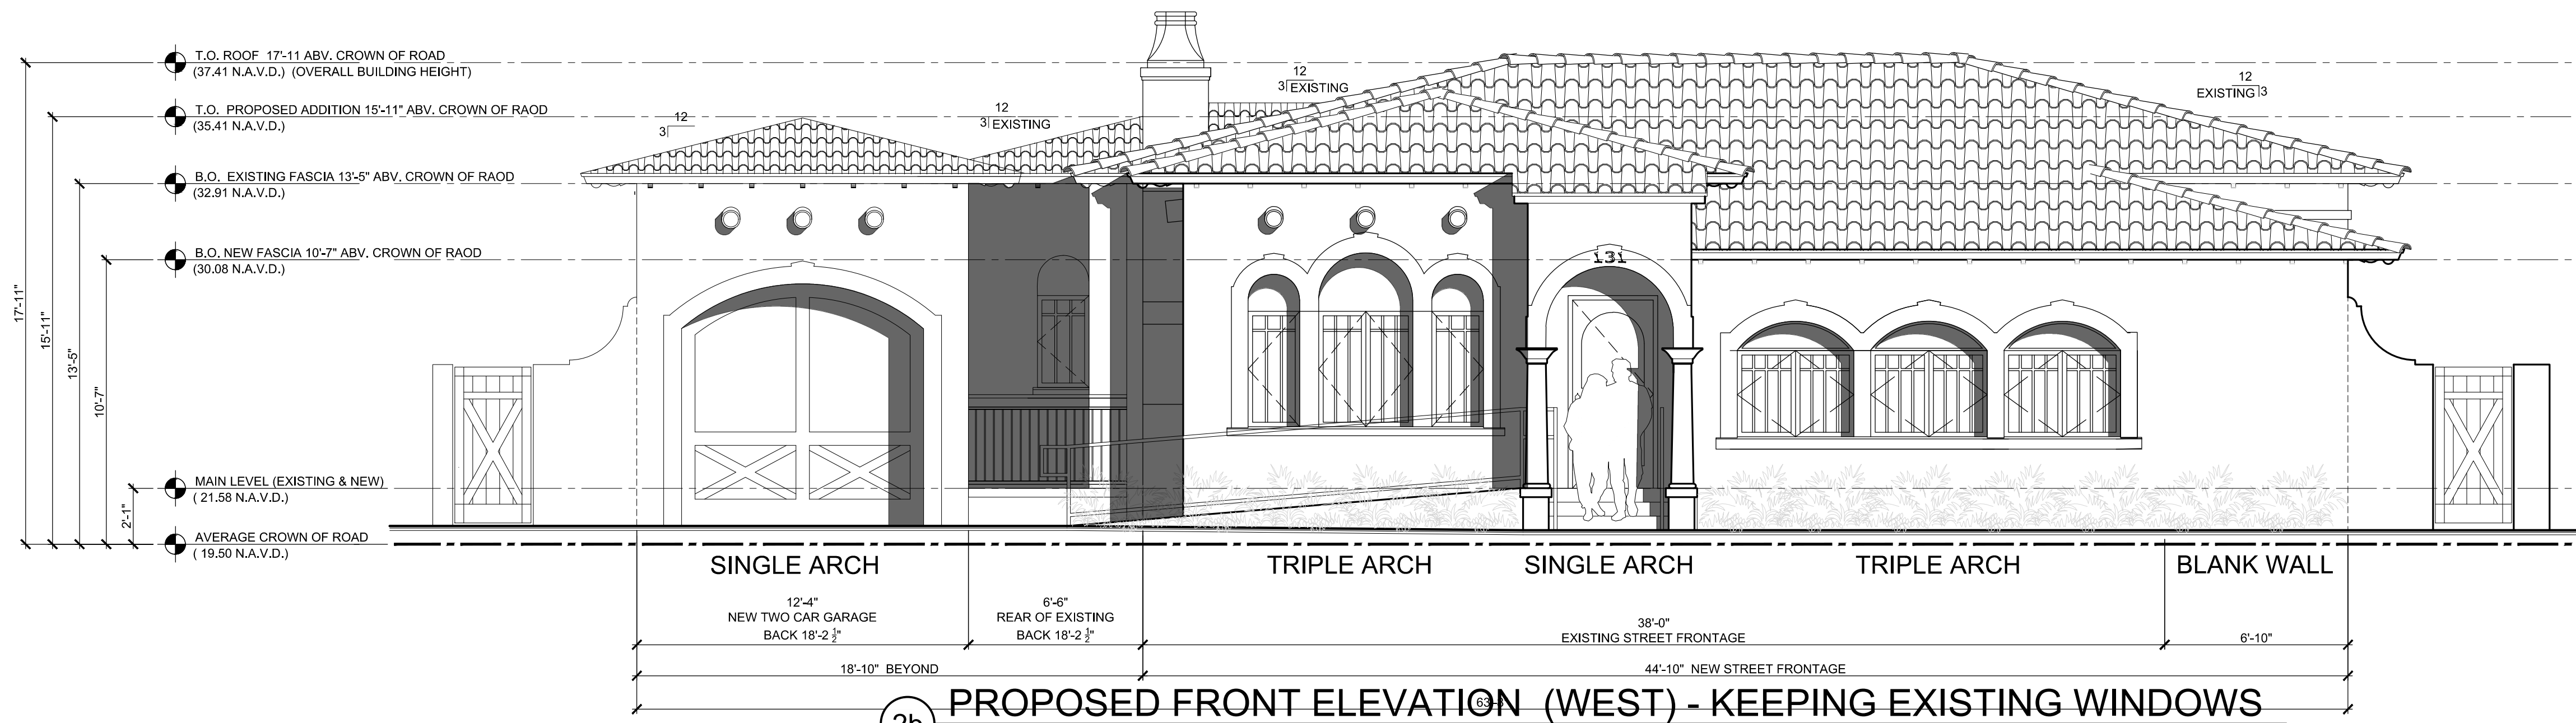 T.O. ROOF 17'-11 ABV. CROWN OF ROAD
(37.41 N.A.V.D.) (OVERALL BUILDING HEIGHT)
T.O. PROPOSED ADDITION 15'-11" ABV. CROWN OF RAOD
(35.41 N.A.V.D.)
B.O. EXISTING FASCIA 13'-5" ABV. CROWN OF RAOD
(32.91 N.A.V.D.)
B.O. NEW FASCIA 10'-7" ABV. CROWN OF RAOD
(30.08 N.A.V.D.)
MAIN LEVEL (EXISTING & NEW)
( 21.58 N.A.V.D.)
AVERAGE CROWN OF ROAD
( 19.50 N.A.V.D.)
17'-11"
15'-11"
13'-5"
10'-7"
2'-1"
12
3
12
3 EXISTING
12
3 EXISTING
12
EXISTING 3
131
SINGLE ARCH
TRIPLE ARCH
SINGLE ARCH
TRIPLE ARCH
BLANK WALL
12'-4"
NEW TWO CAR GARAGE
BACK 18'-2 1/2"
6'-6"
REAR OF EXISTING
BACK 18'-2 1/2"
38'-0"
EXISTING STREET FRONTAGE
6'-10"
18'-10" BEYOND
44'-10" NEW STREET FRONTAGE
2b
PROPOSED FRONT ELEVATION (WEST) - KEEPING EXISTING WINDOWS